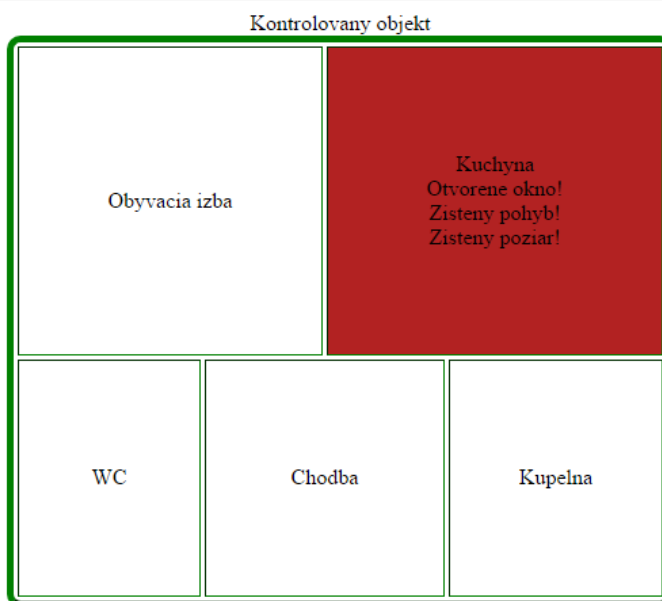 Kontrolovany objekt
Obyvacia izba
Kuchyna
Otvorene okno!
Zisteny pohyb!
Zisteny poziar!
WC
Chodba
Kupelna